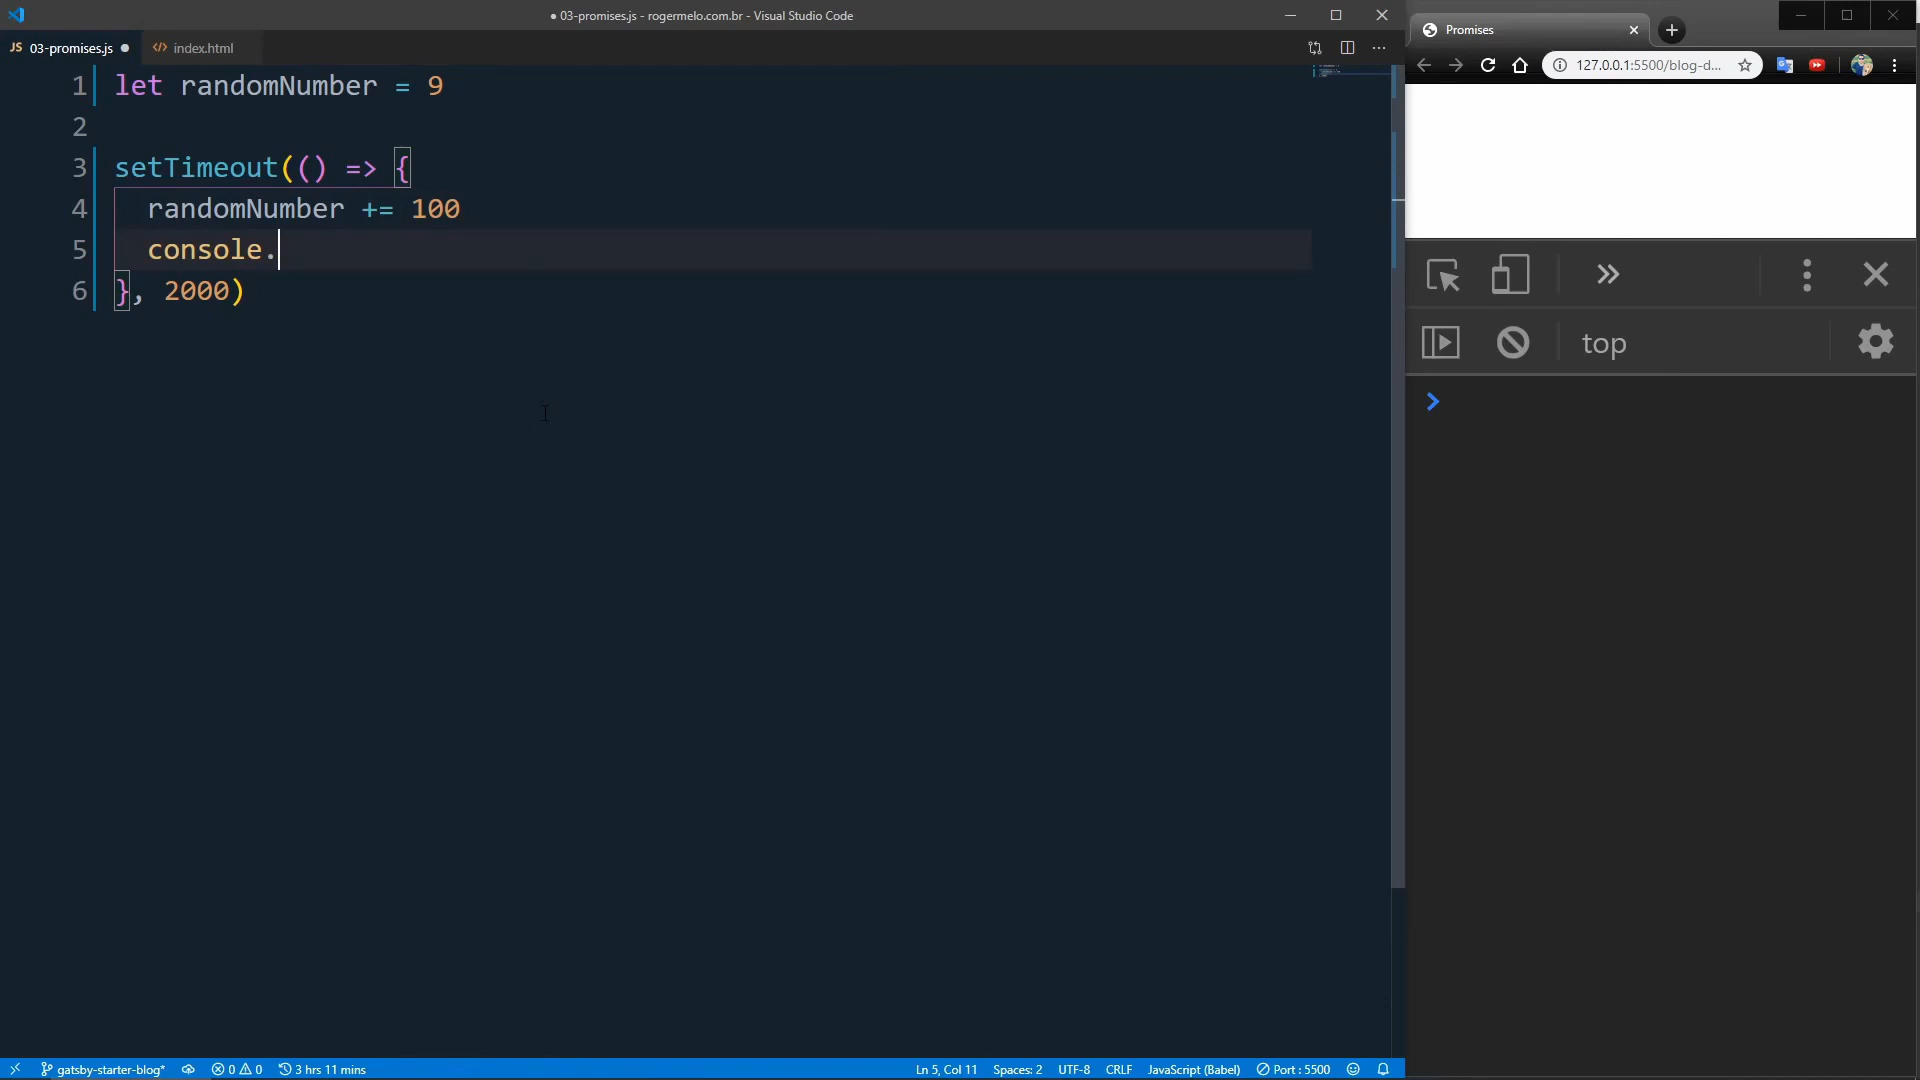 ● 03-promises.js - rogermelo.com.br - Visual Studio Code
JS 03-promises.js ●
index.html
1 let randomNumber = 9
2
3 setTimeout(() => {
4 randomNumber += 100
5 console.
6 }, 2000)
gatsby-starter-blog*
0 0
3 hrs 11 mins
Ln 5, Col 11
Spaces: 2
UTF-8
CRLF
JavaScript (Babel)
Port : 5500
Promises
127.0.0.1:5500/blog-d...
top